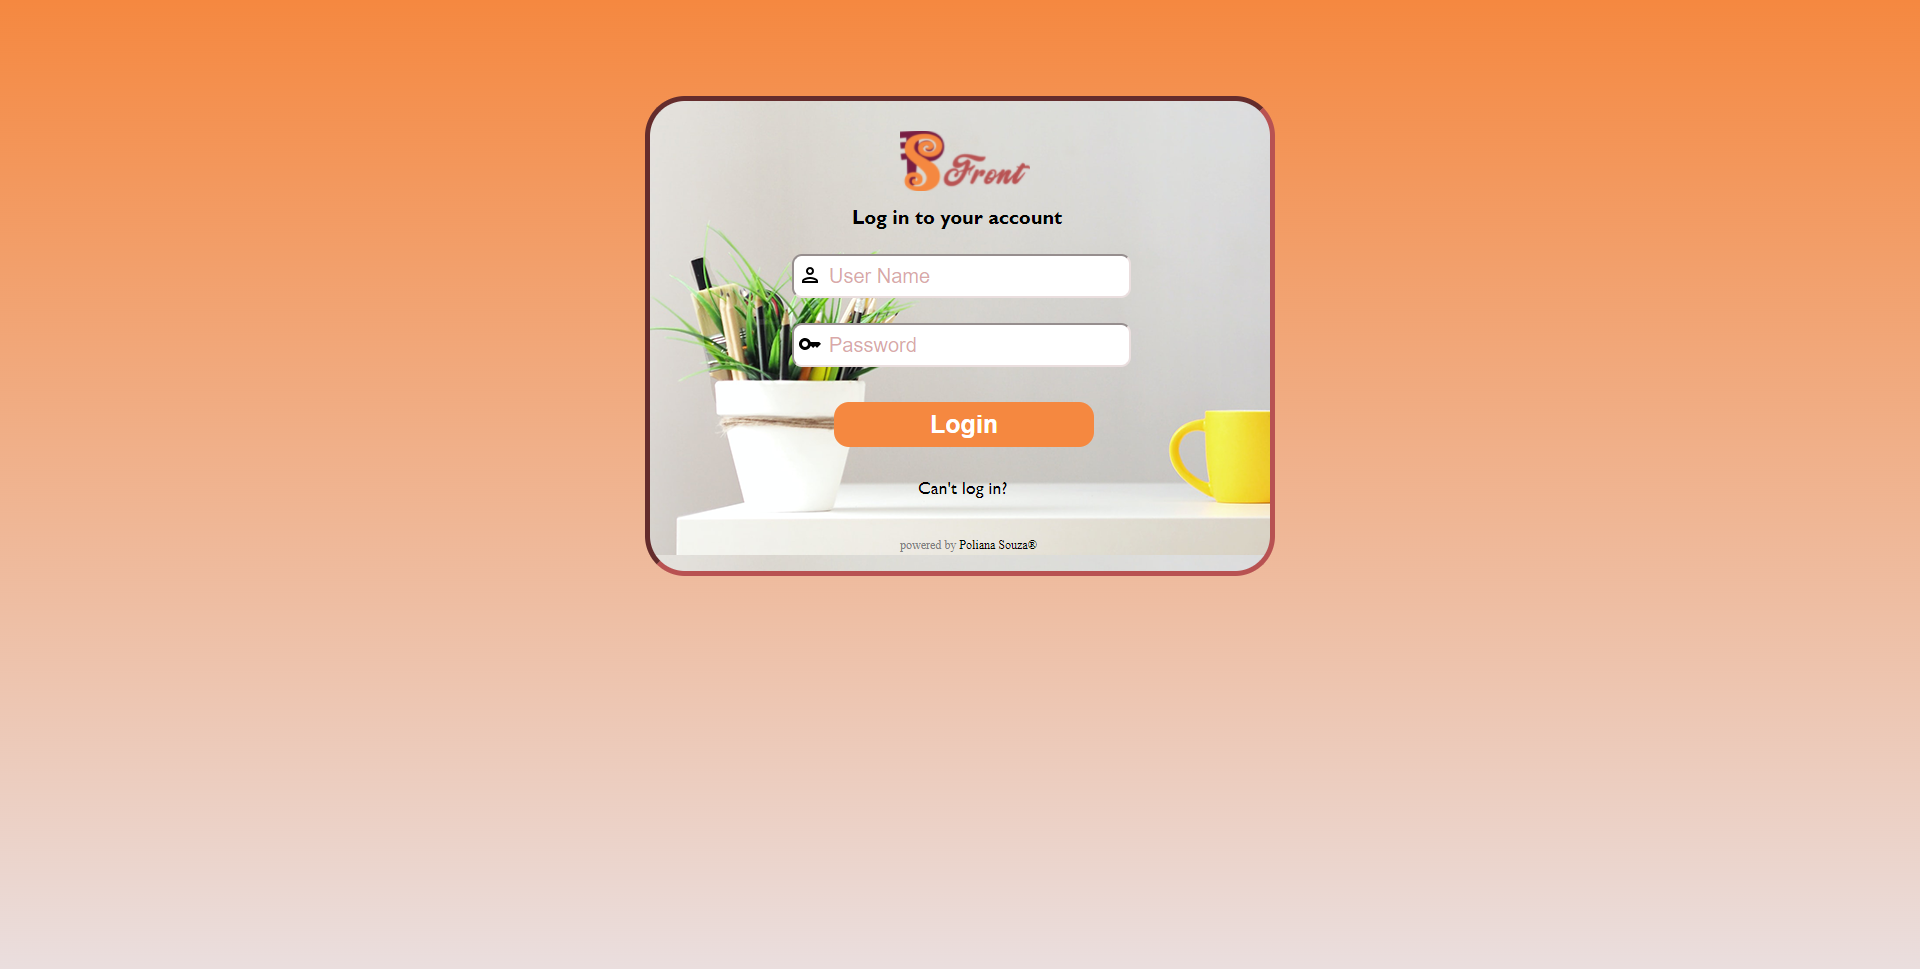 PS Front
Log in to your account
User Name
Password
Login
Can't log in?
powered by Poliana Souza®